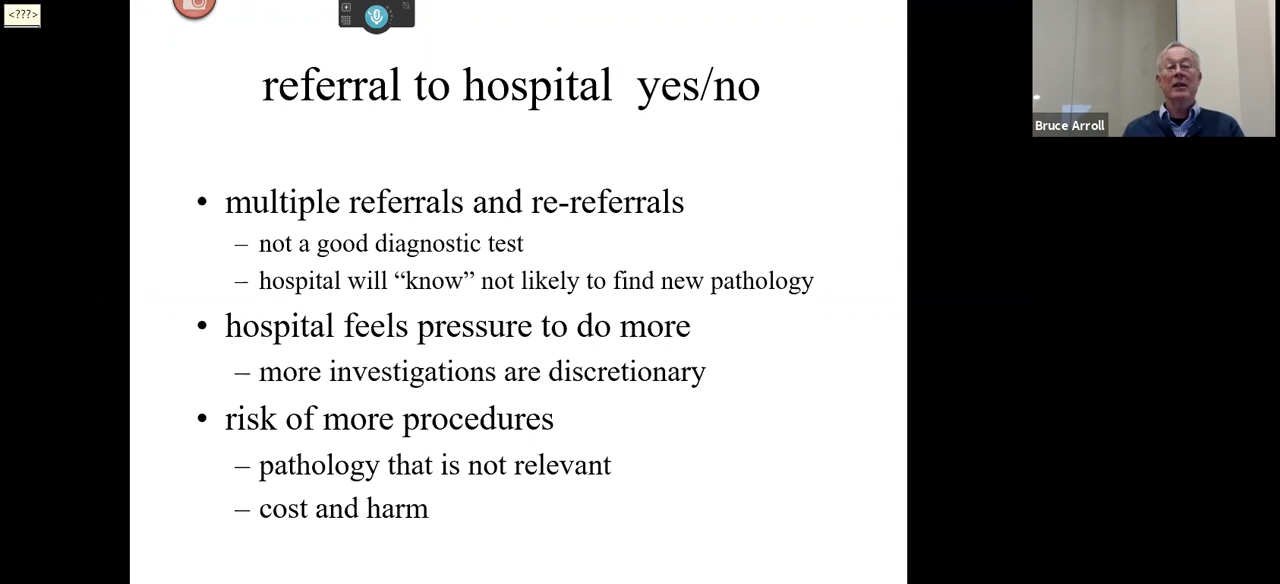 <???>
referral to hospital yes/no
• multiple referrals and re-referrals
– not a good diagnostic test
– hospital will “know” not likely to find new pathology
• hospital feels pressure to do more
– more investigations are discretionary
• risk of more procedures
– pathology that is not relevant
– cost and harm
Bruce Arroll